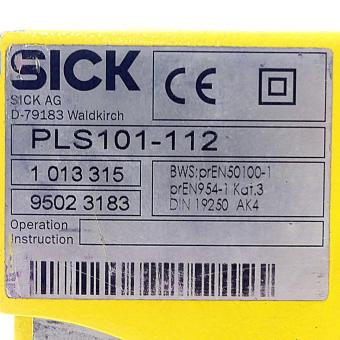 SICK
SICK AG
D-79183 Waldkirch
CE
PLS101-112
1 013 315
9502 3183
BWS:prEN50100-1
prEN954-1 Kat.3
DIN 19250 AK4
Operation
Instruction